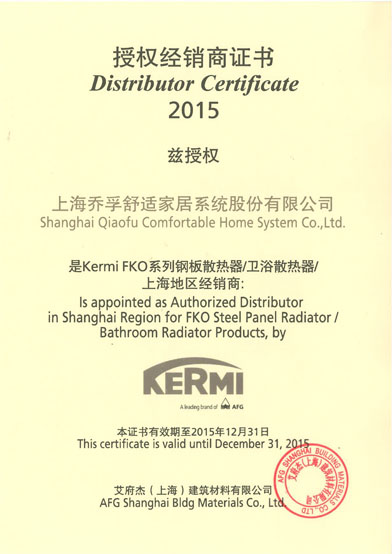 授权经销商证书
Distributor Certificate
2015
兹授权
上海乔孚舒适家居系统股份有限公司
Shanghai Qiaofu Comfortable Home System Co.,Ltd.
是Kermi FKO系列钢板散热器/卫浴散热器/
上海地区经销商:
Is appointed as Authorized Distributor
in Shanghai Region for FKO Steel Panel Radiator /
Bathroom Radiator Products, by
KERMI
A leading brand of AFG
本证书有效期至2015年12月31日
This certificate is valid until December 31, 2015
艾府杰（上海）建筑材料有限公司
AFG Shanghai Bldg Materials Co., Ltd.
AFG SHANGHAI BUILDING MATERIALS CO., LTD
艾府杰(上海)建筑材料有限公司